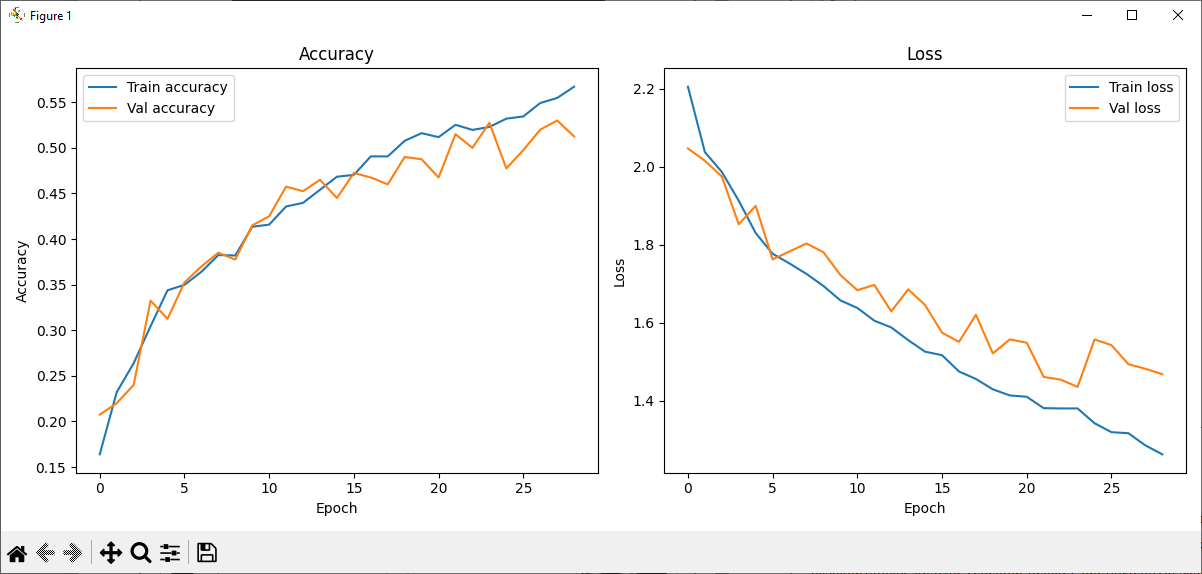 Figure 1
Accuracy
Train accuracy
Val accuracy
0.55
0.50
0.45
0.40
0.35
0.30
0.25
0.20
0.15
Accuracy
0 5 10 15 20 25
Epoch
Loss
Train loss
Val loss
2.2
2.0
1.8
1.6
1.4
Loss
0 5 10 15 20 25
Epoch